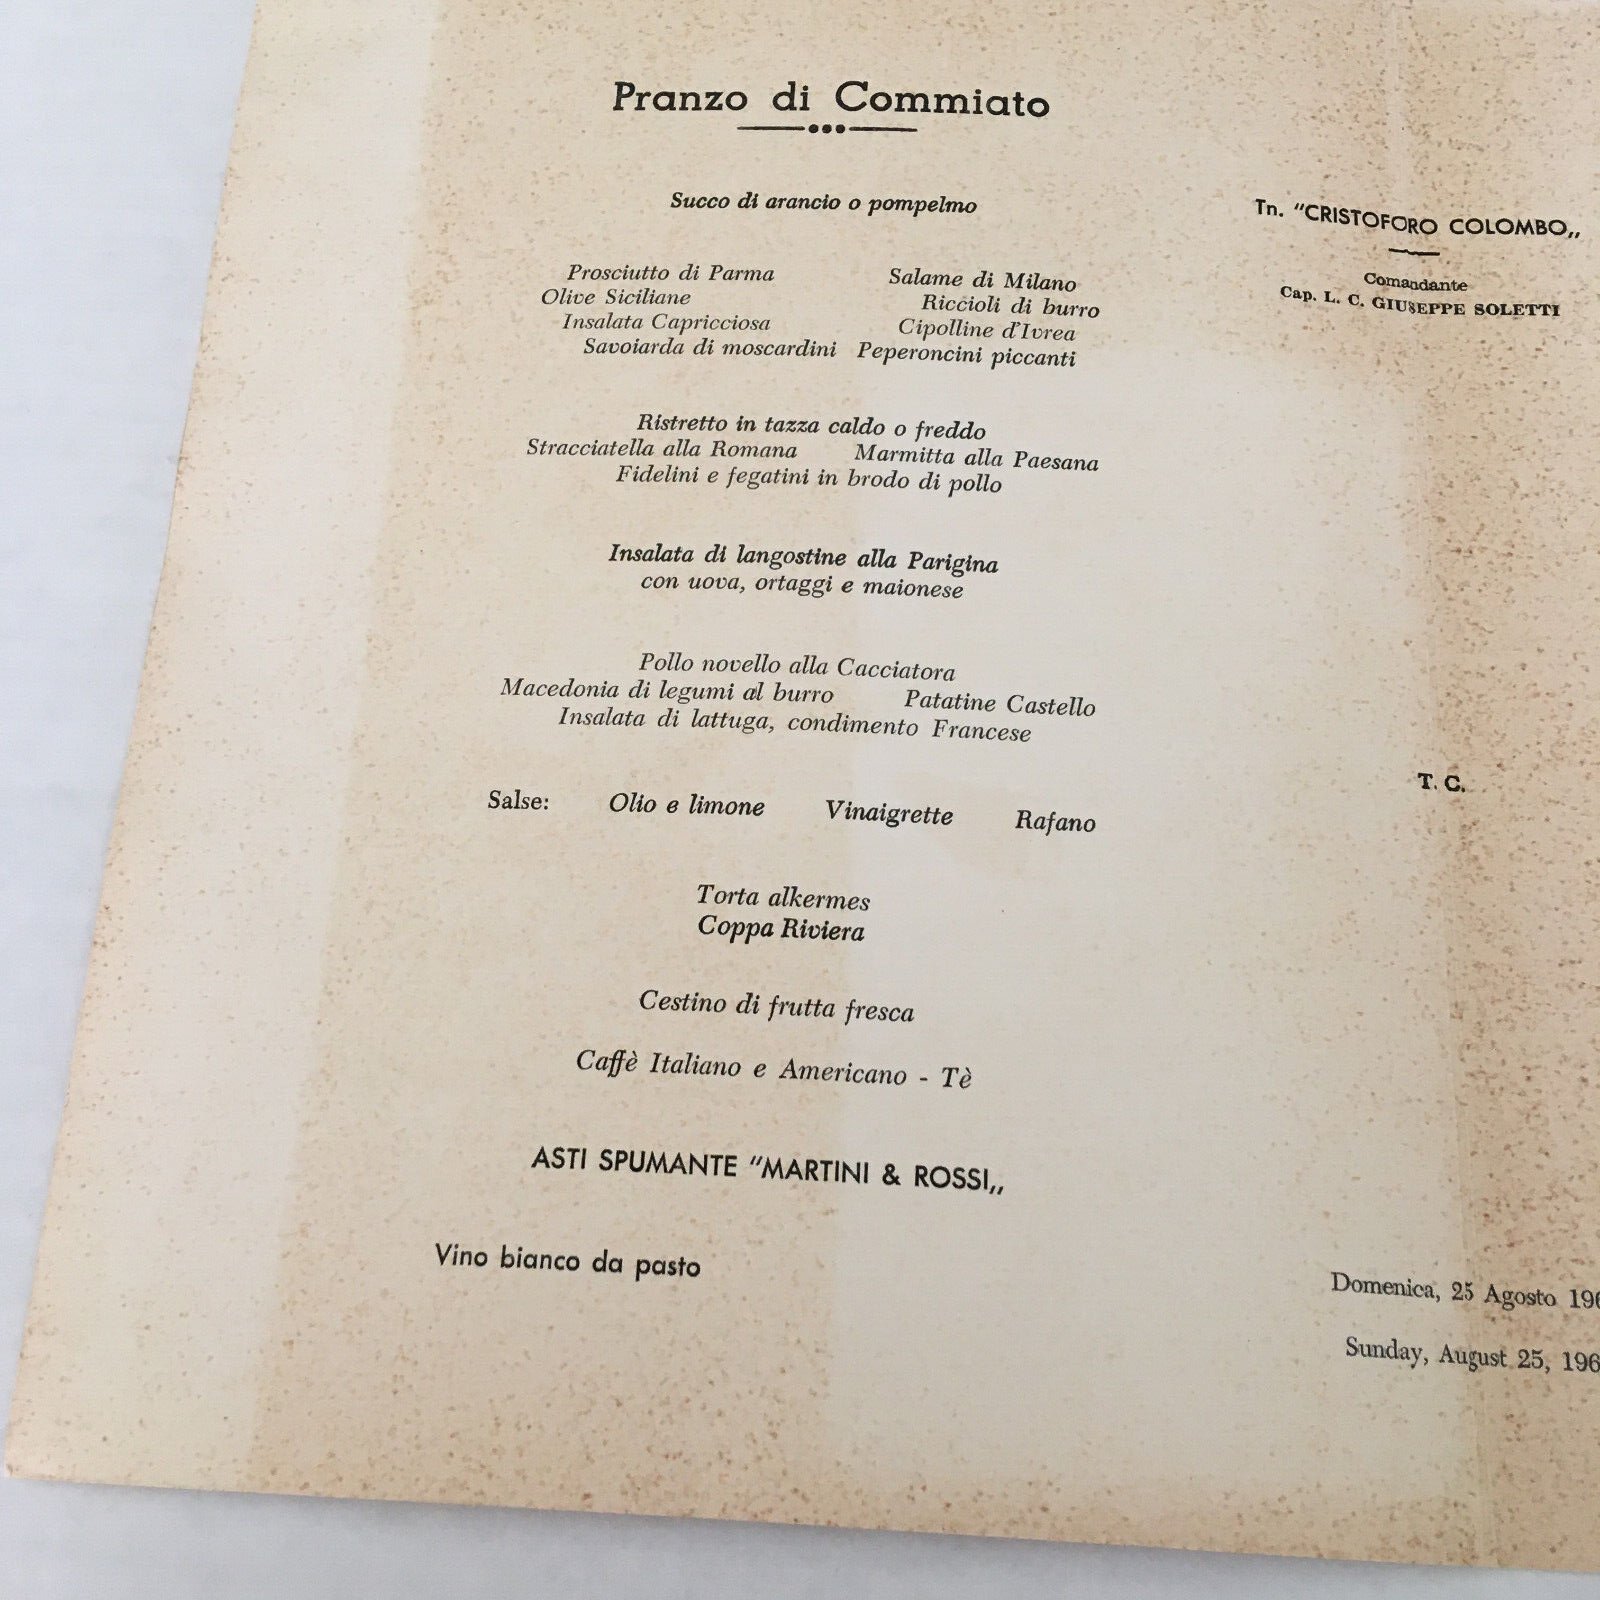 Pranzo di Commiato
Succo di arancio o pompelmo
Prosciutto di Parma Salame di Milano
Olive Siciliane Riccioli di burro
Insalata Capricciosa Cipolline d'Ivrea
Savoiarda di moscardini Peperoncini piccanti
Ristretto in tazza caldo o freddo
Stracciatella alla Romana Marmitta alla Paesana
Fidelini e fegatini in brodo di pollo
Insalata di langostine alla Parigina
con uova, ortaggi e maionese
Pollo novello alla Cacciatora
Macedonia di legumi al burro Patatine Castello
Insalata di lattuga, condimento Francese
Salse: Olio e limone Vinaigrette Rafano
Torta alkermes
Coppa Riviera
Cestino di frutta fresca
Caffè Italiano e Americano - Tè
ASTI SPUMANTE "MARTINI & ROSSI„
Vino bianco da pasto
Tn. "CRISTOFORO COLOMBO„
Comandante
Cap. L. C. GIUSEPPE SOLETTI
T. C.
Domenica, 25 Agosto
Sunday, August 25,